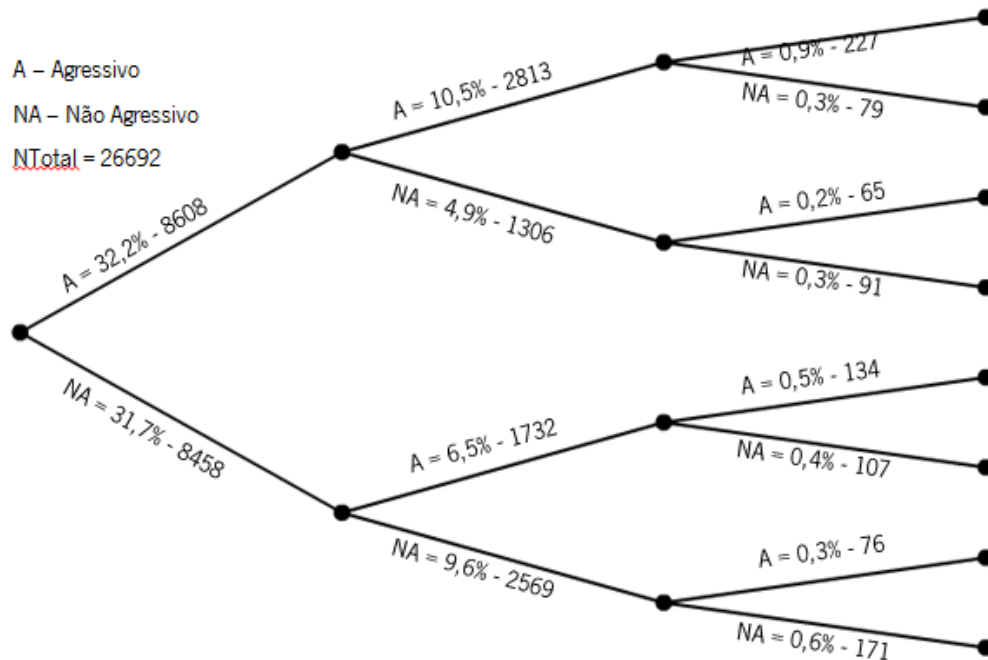 A – Agressivo
NA – Não Agressivo
NTotal = 26692
A = 32,2% - 8608
NA = 31,7% - 8458
A = 10,5% - 2813
NA = 4,9% - 1306
A = 6,5% - 1732
NA = 9,6% - 2569
A = 0,9% - 227
NA = 0,3% - 79
A = 0,2% - 65
NA = 0,3% - 91
A = 0,5% - 134
NA = 0,4% - 107
A = 0,3% - 76
NA = 0,6% - 171